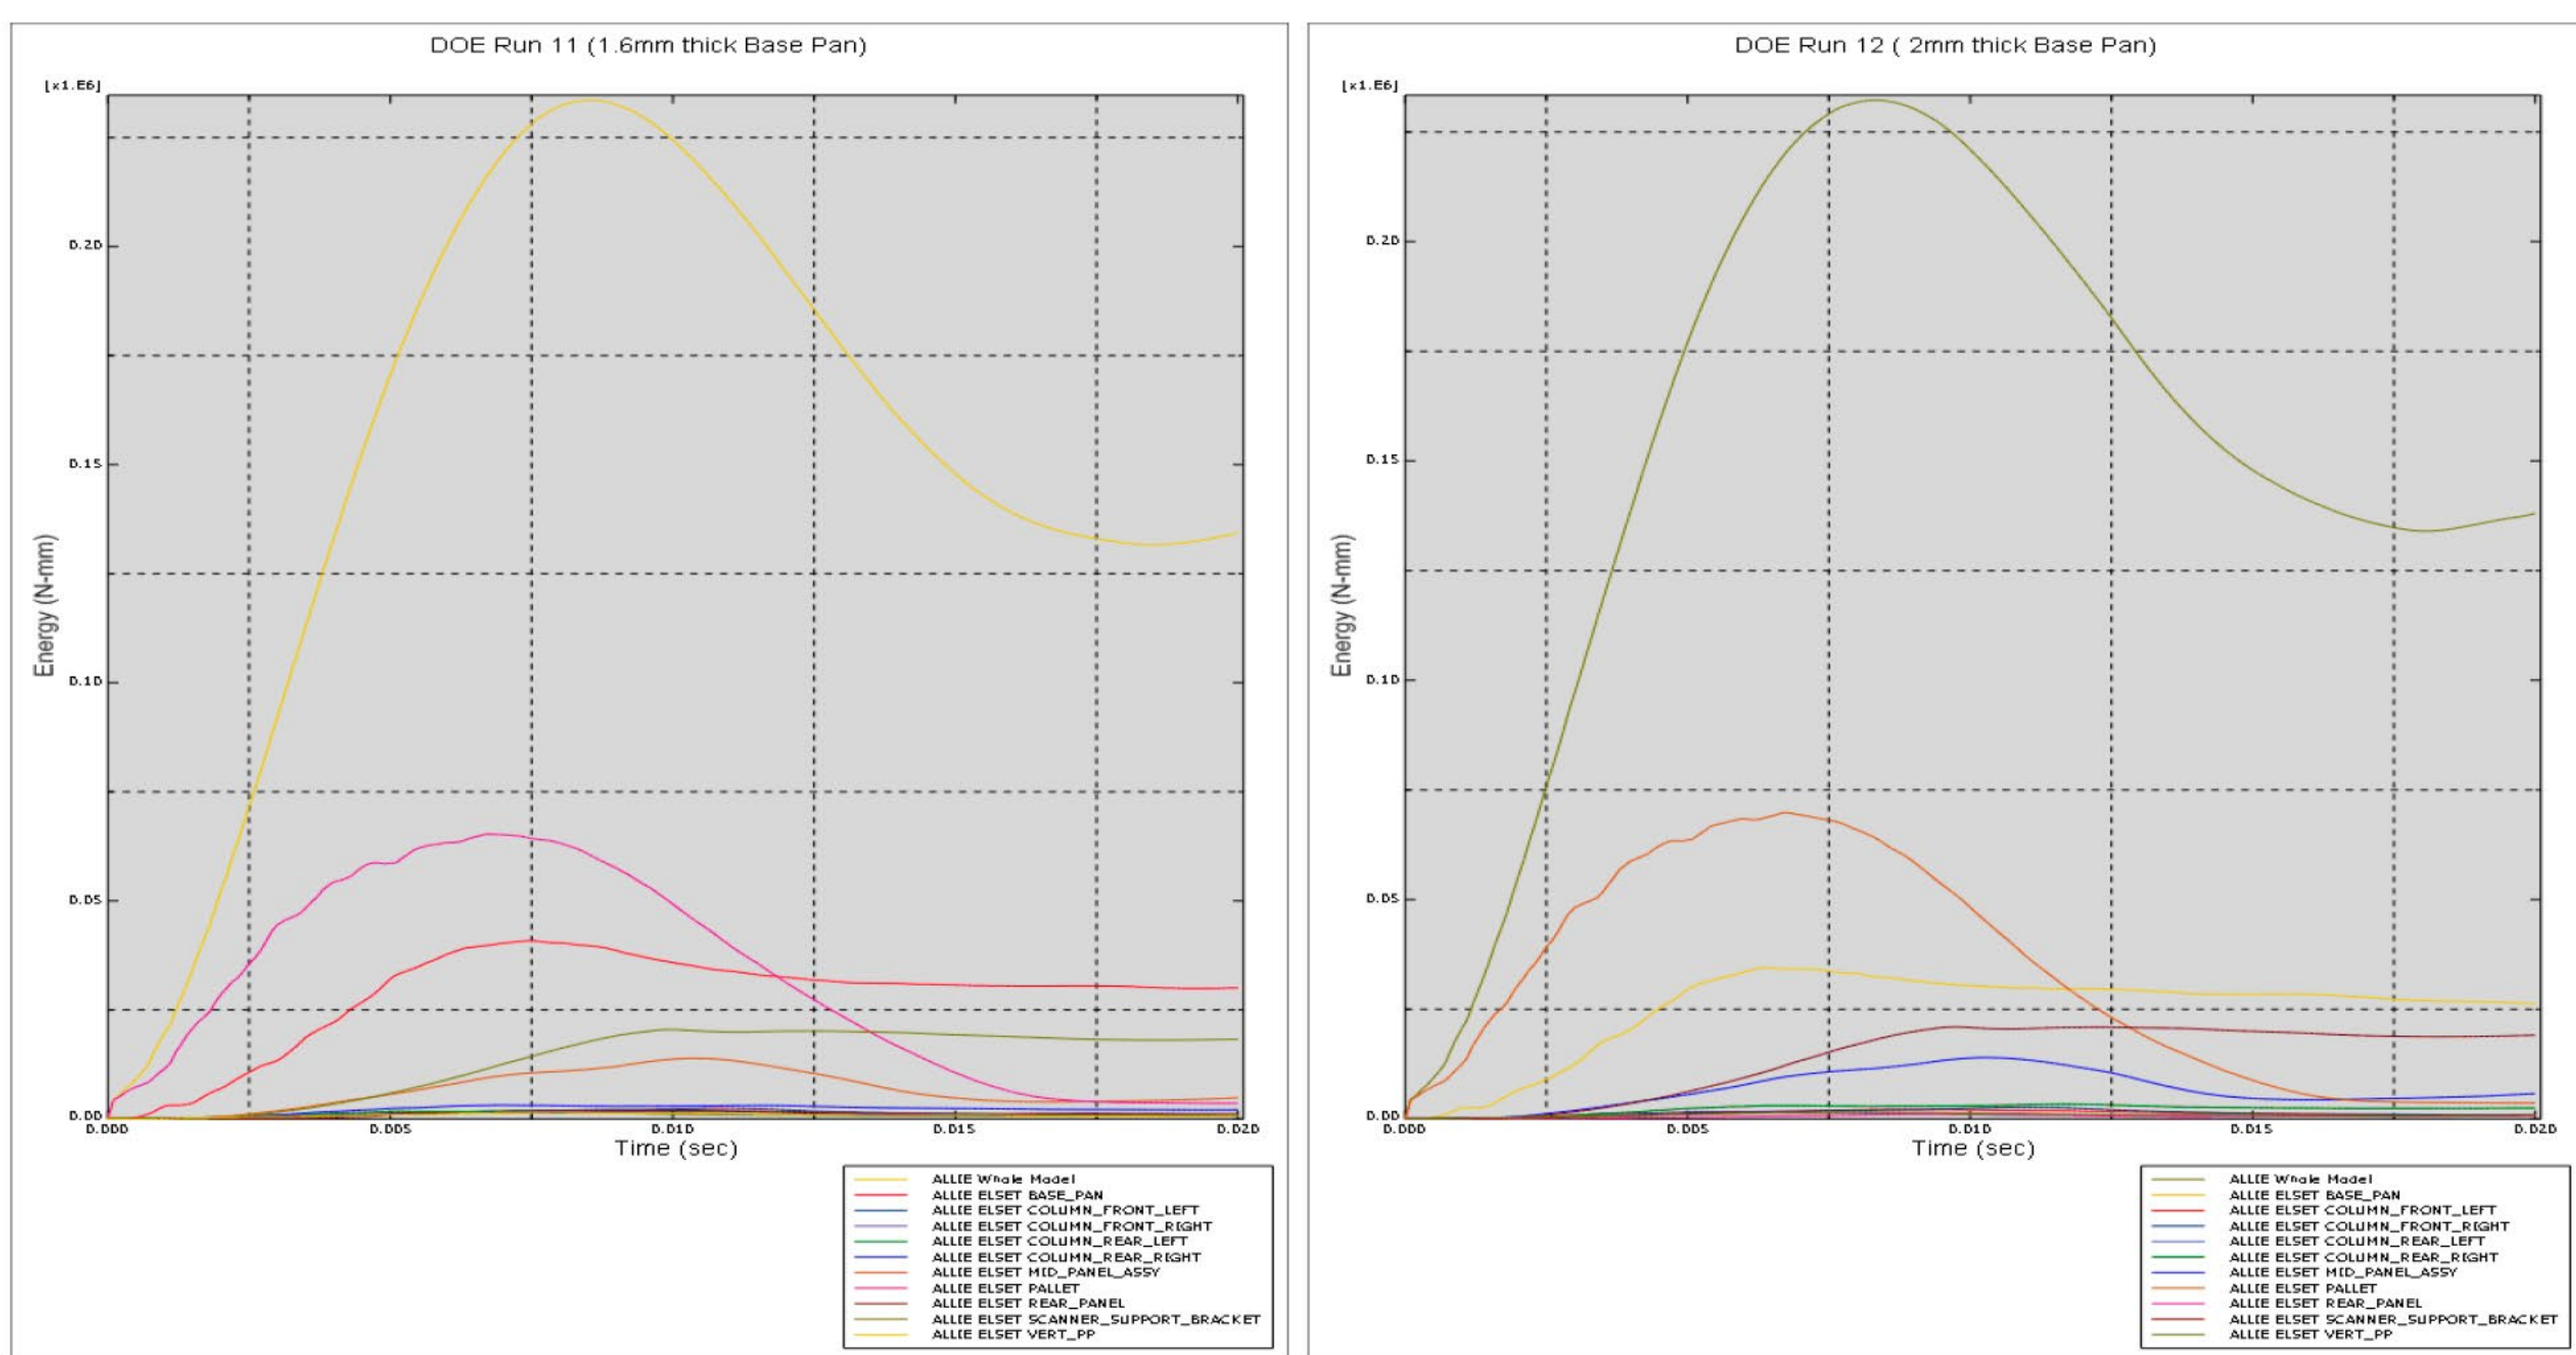 DOE Run 11 (1.6mm thick Base Pan)
[x1.E6]
0.20
0.15
0.10
0.05
0.00
Energy (N-mm)
0.000
0.005
0.010
0.015
0.020
Time (sec)
ALLIE Whole Model
ALLIE ELSET BASE_PAN
ALLIE ELSET COLUMN_FRONT_LEFT
ALLIE ELSET COLUMN_FRONT_RIGHT
ALLIE ELSET COLUMN_REAR_LEFT
ALLIE ELSET COLUMN_REAR_RIGHT
ALLIE ELSET MID_PANEL_ASSY
ALLIE ELSET PALLET
ALLIE ELSET REAR_PANEL
ALLIE ELSET SCANNER_SUPPORT_BRACKET
ALLIE ELSET VERT_PP
DOE Run 12 ( 2mm thick Base Pan)
[x1.E6]
0.20
0.15
0.10
0.05
0.00
Energy (N-mm)
0.000
0.005
0.010
0.015
0.020
Time (sec)
ALLIE Whole Model
ALLIE ELSET BASE_PAN
ALLIE ELSET COLUMN_FRONT_LEFT
ALLIE ELSET COLUMN_FRONT_RIGHT
ALLIE ELSET COLUMN_REAR_LEFT
ALLIE ELSET COLUMN_REAR_RIGHT
ALLIE ELSET MID_PANEL_ASSY
ALLIE ELSET PALLET
ALLIE ELSET REAR_PANEL
ALLIE ELSET SCANNER_SUPPORT_BRACKET
ALLIE ELSET VERT_PP